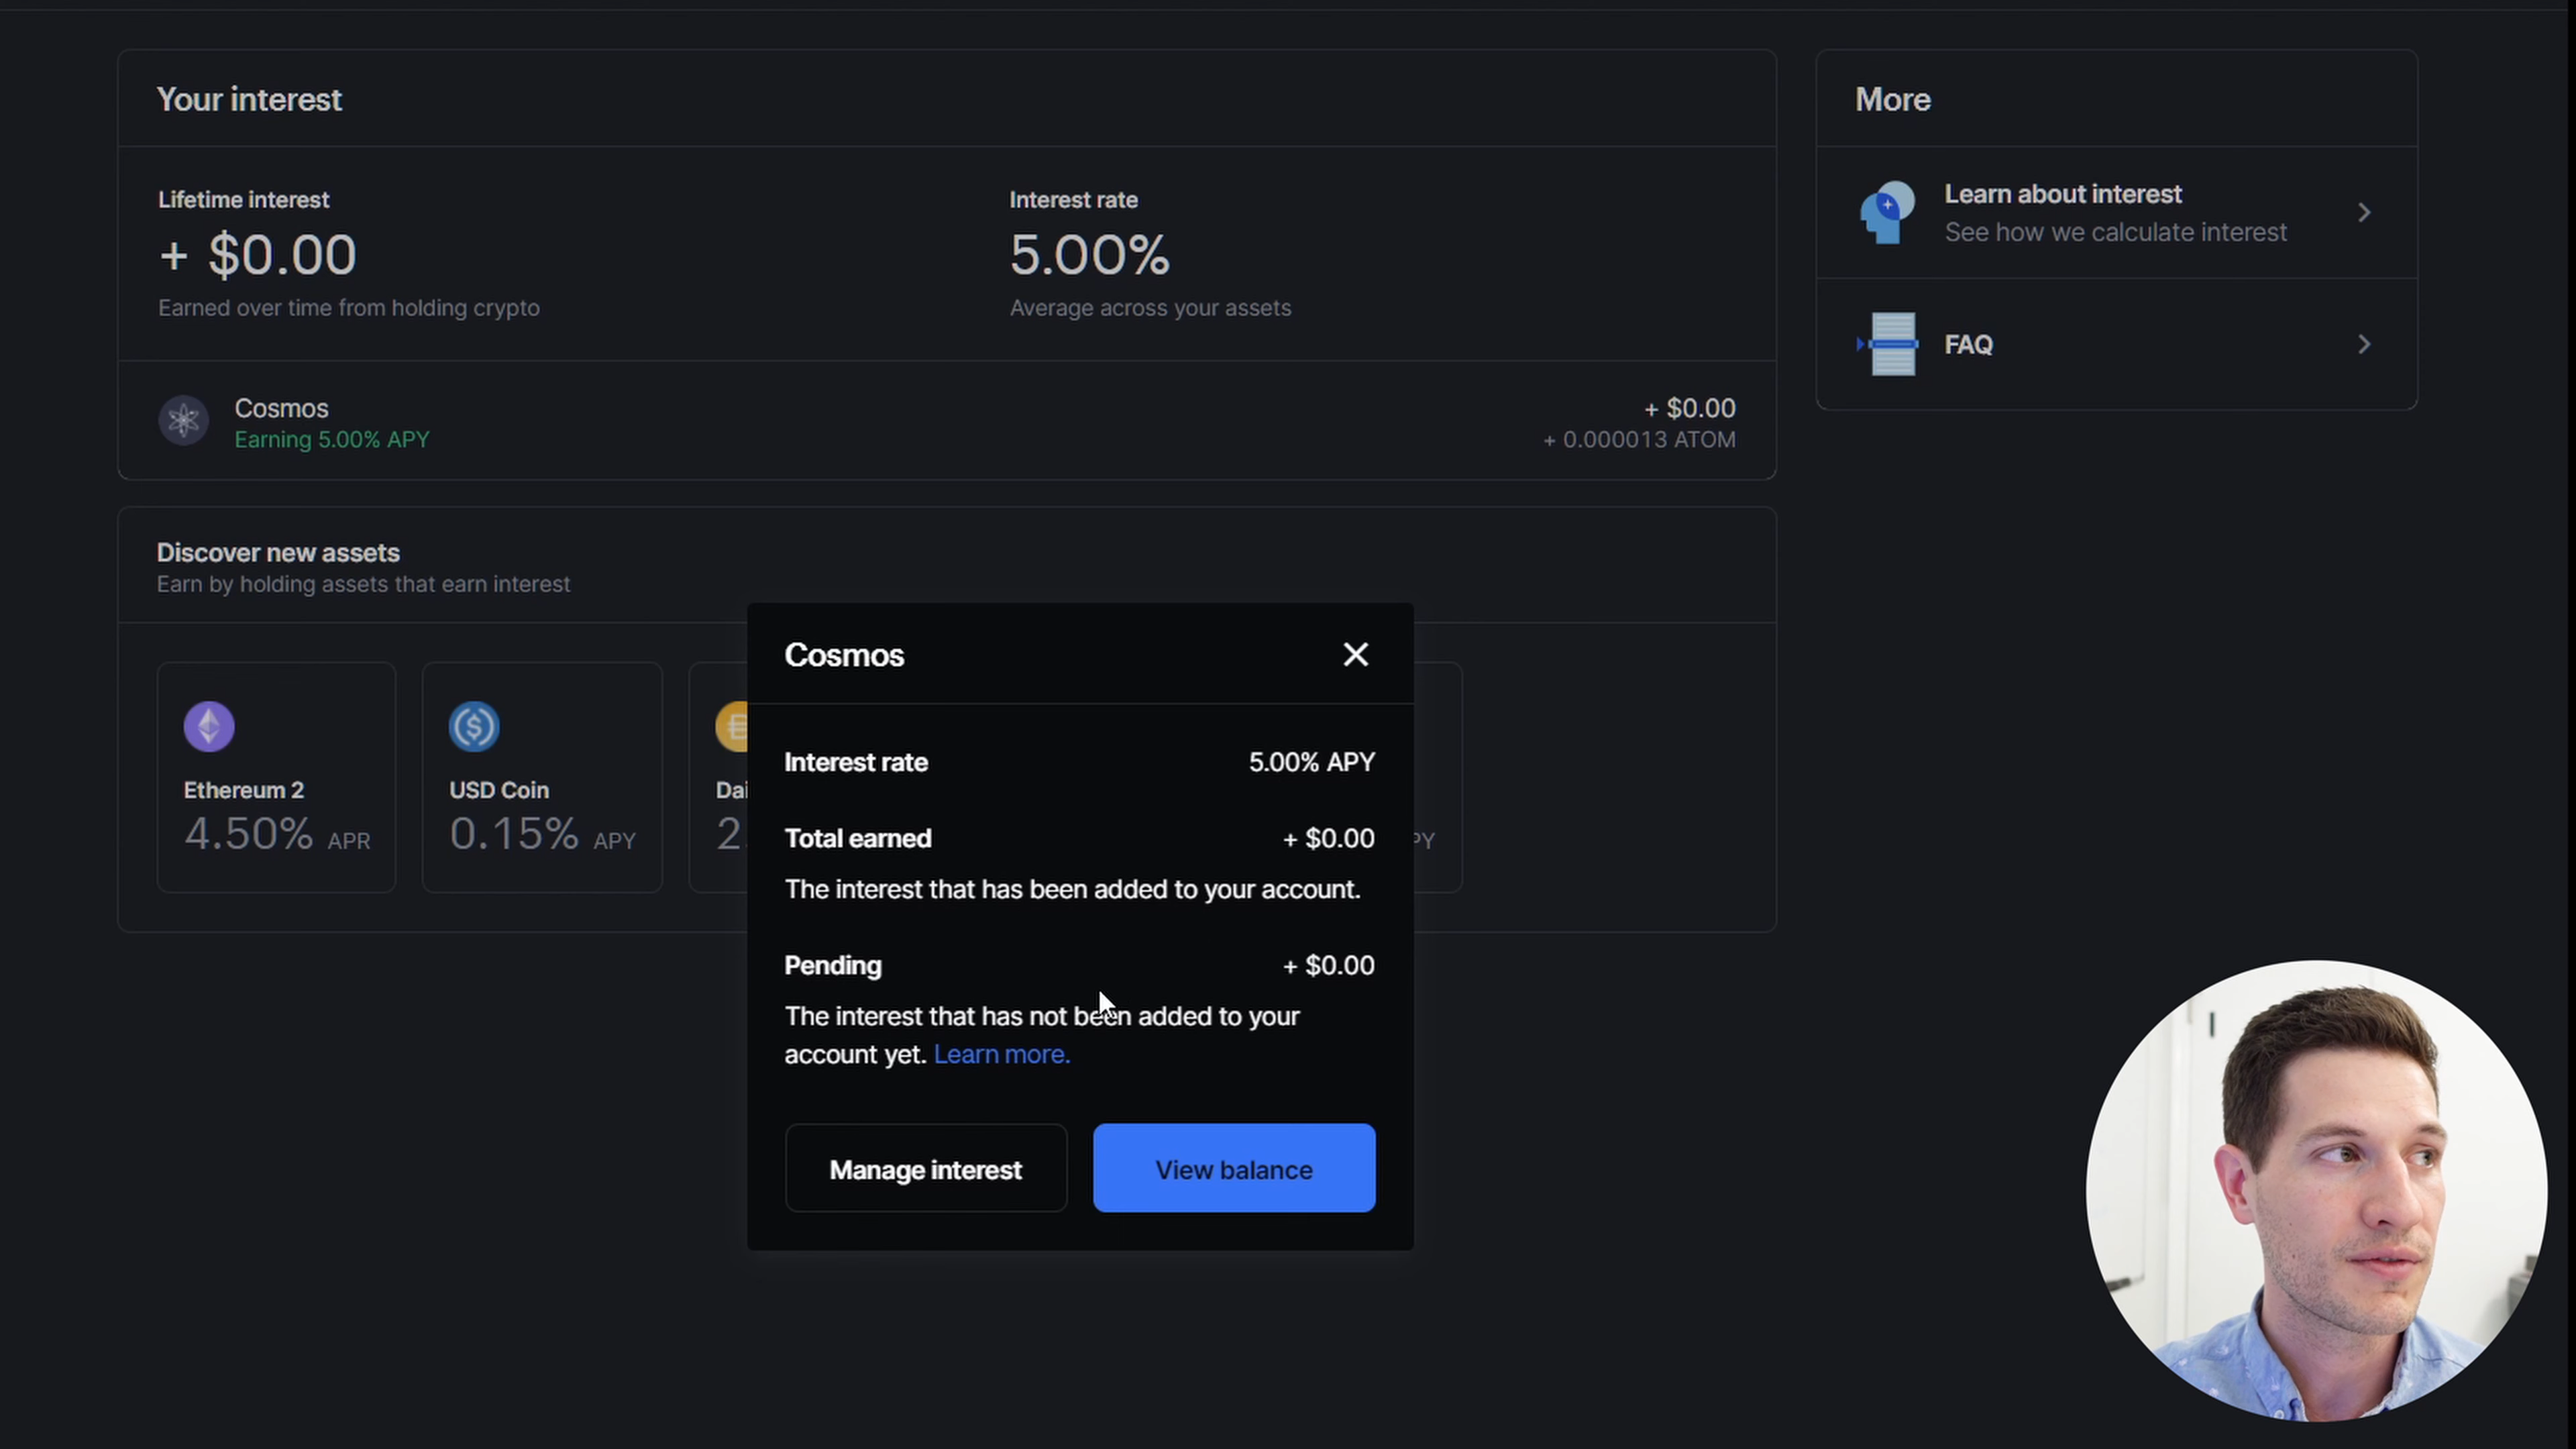 Your interest
Lifetime interest
+ $0.00
Earned over time from holding crypto
Interest rate
5.00%
Average across your assets
Cosmos
Earning 5.00% APY
+ $0.00
+ 0.000013 ATOM
More
Learn about interest
See how we calculate interest
FAQ
Discover new assets
Earn by holding assets that earn interest
Ethereum 2
4.50% APR
USD Coin
0.15% APY
Dai
2.
Cosmos
Interest rate
5.00% APY
Total earned
+ $0.00
The interest that has been added to your account.
Pending
+ $0.00
The interest that has not been added to your
account yet. Learn more.
Manage interest
View balance